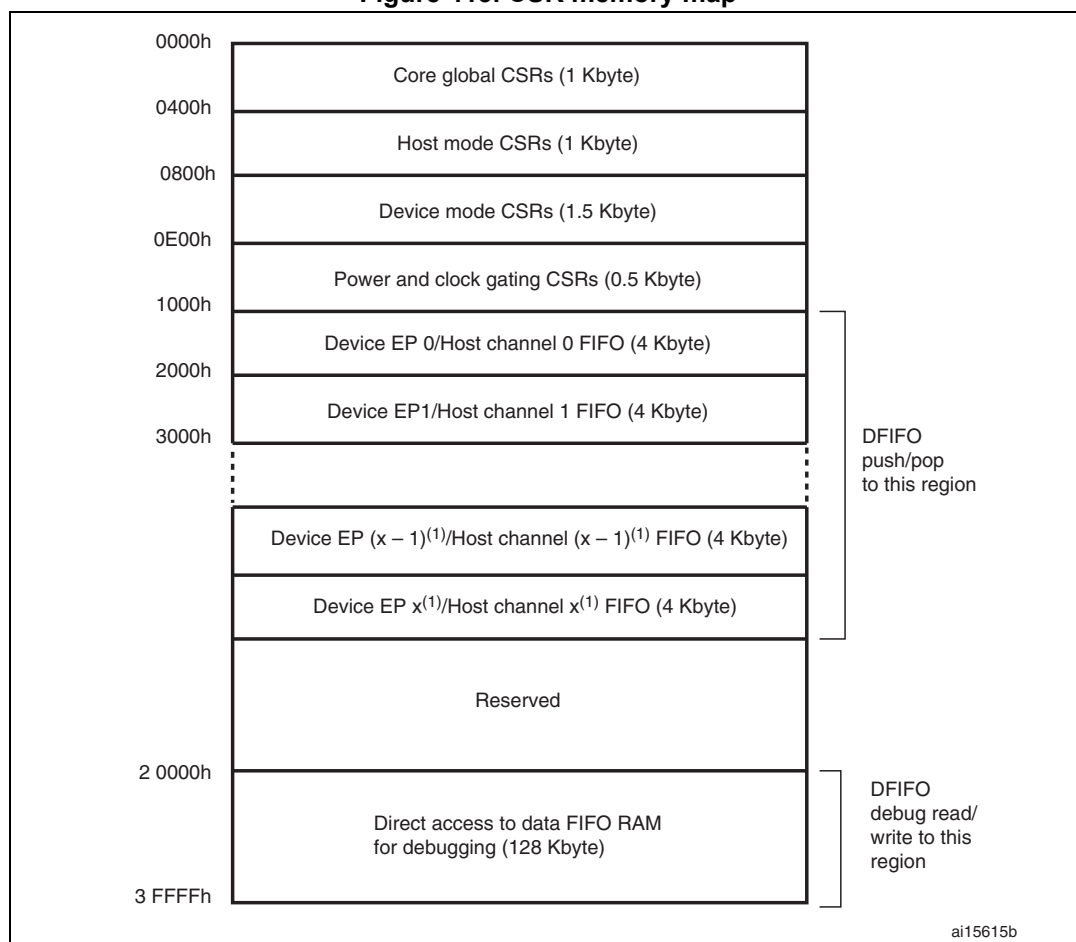 0000h
Core global CSRs (1 Kbyte)
0400h
Host mode CSRs (1 Kbyte)
0800h
Device mode CSRs (1.5 Kbyte)
0E00h
Power and clock gating CSRs (0.5 Kbyte)
1000h
Device EP 0/Host channel 0 FIFO (4 Kbyte)
2000h
Device EP1/Host channel 1 FIFO (4 Kbyte)
3000h
DFIFO
push/pop
to this region
Device EP (x – 1)(1)/Host channel (x – 1)(1) FIFO (4 Kbyte)
Device EP x(1)/Host channel x(1) FIFO (4 Kbyte)
Reserved
2 0000h
Direct access to data FIFO RAM
for debugging (128 Kbyte)
DFIFO
debug read/
write to this
region
3 FFFFh
ai15615b